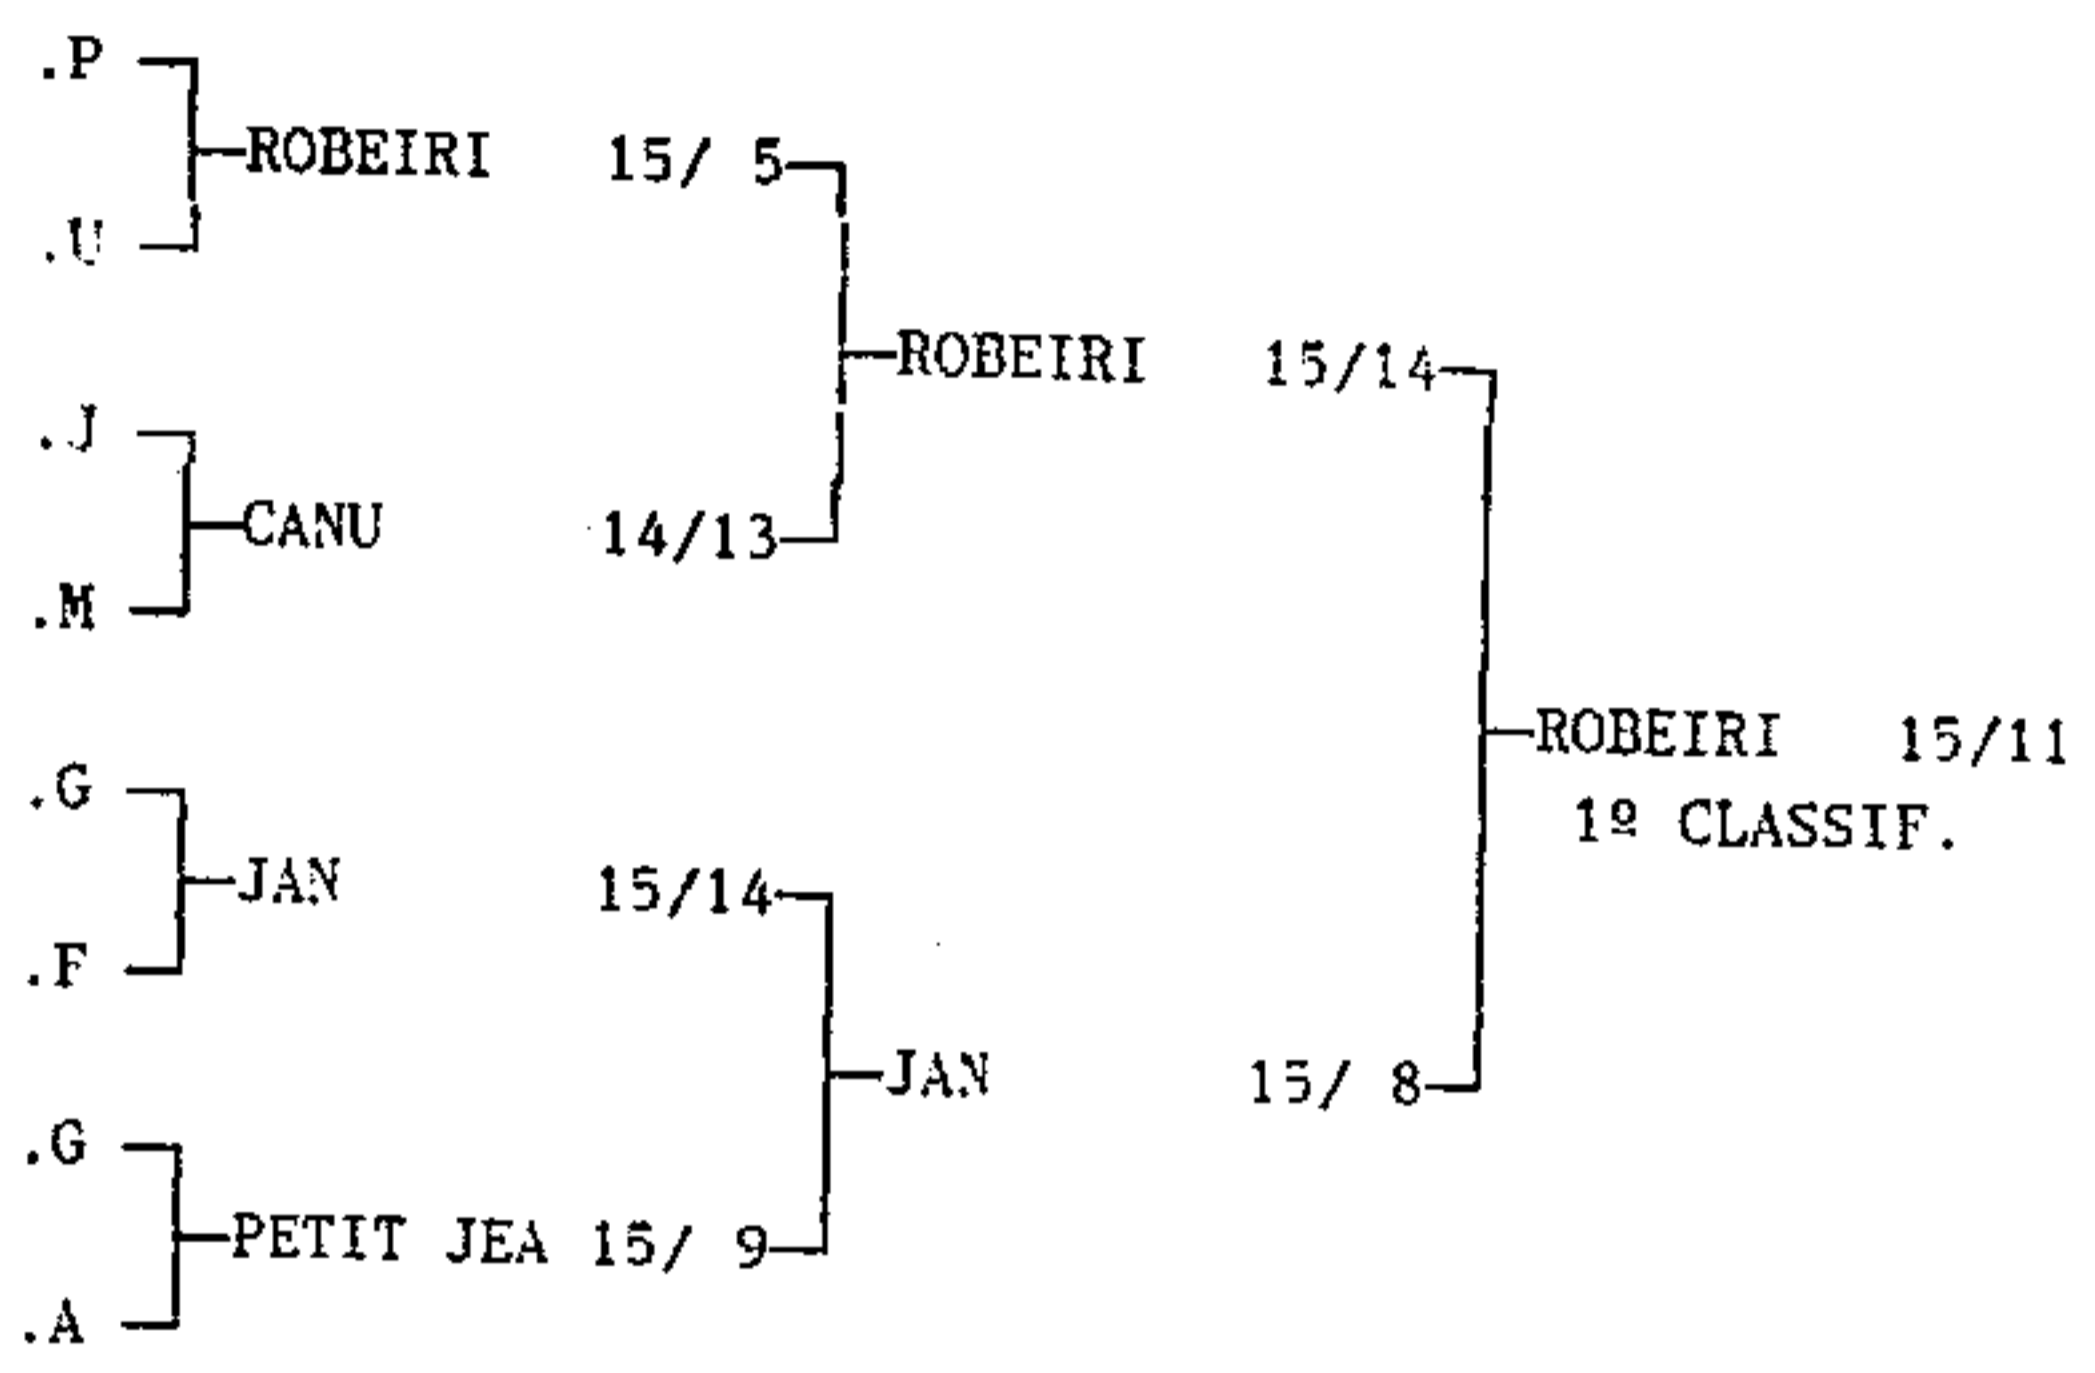 .P
ROBEIRI 15/ 5
.U
ROBEIRI 15/14
.J
CANU 14/13
.M
ROBEIRI 15/11
1º CLASSIF.
.G
JAN 15/14
.F
JAN 15/ 8
.G
PETIT JEA 15/ 9
.A